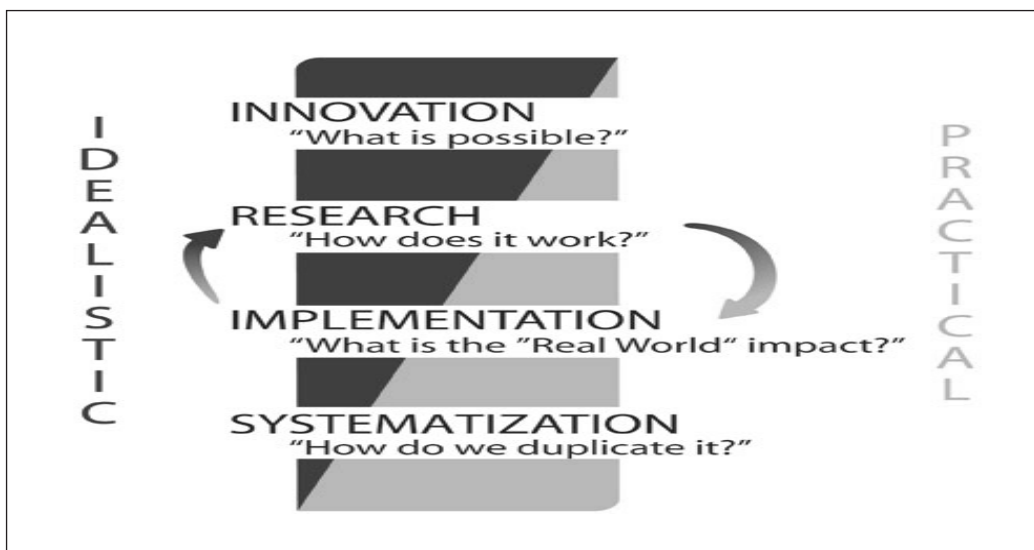 IDEALISTIC
INNOVATION
“What is possible?”
RESEARCH
“How does it work?”
IMPLEMENTATION
“What is the ”Real World“ impact?”
SYSTEMATIZATION
“How do we duplicate it?”
PRACTICAL